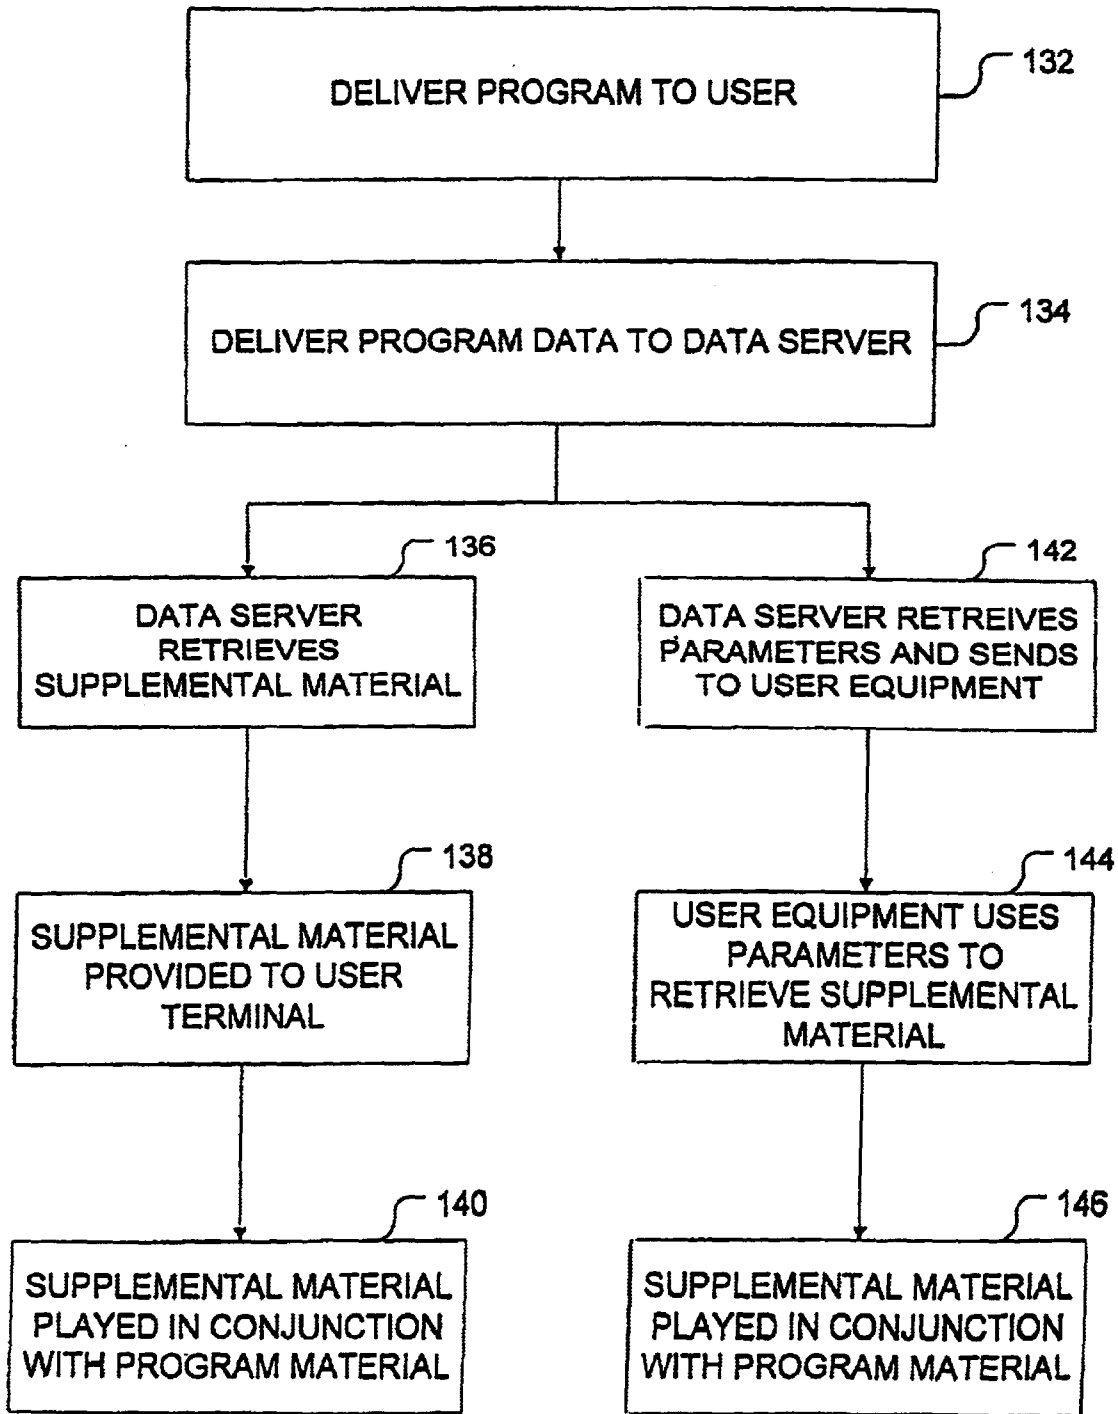 DELIVER PROGRAM TO USER
132
DELIVER PROGRAM DATA TO DATA SERVER
134
136
DATA SERVER
RETRIEVES
SUPPLEMENTAL MATERIAL
142
DATA SERVER RETREIVES
PARAMETERS AND SENDS
TO USER EQUIPMENT
138
SUPPLEMENTAL MATERIAL
PROVIDED TO USER
TERMINAL
144
USER EQUIPMENT USES
PARAMETERS TO
RETRIEVE SUPPLEMENTAL
MATERIAL
140
SUPPLEMENTAL MATERIAL
PLAYED IN CONJUNCTION
WITH PROGRAM MATERIAL
146
SUPPLEMENTAL MATERIAL
PLAYED IN CONJUNCTION
WITH PROGRAM MATERIAL